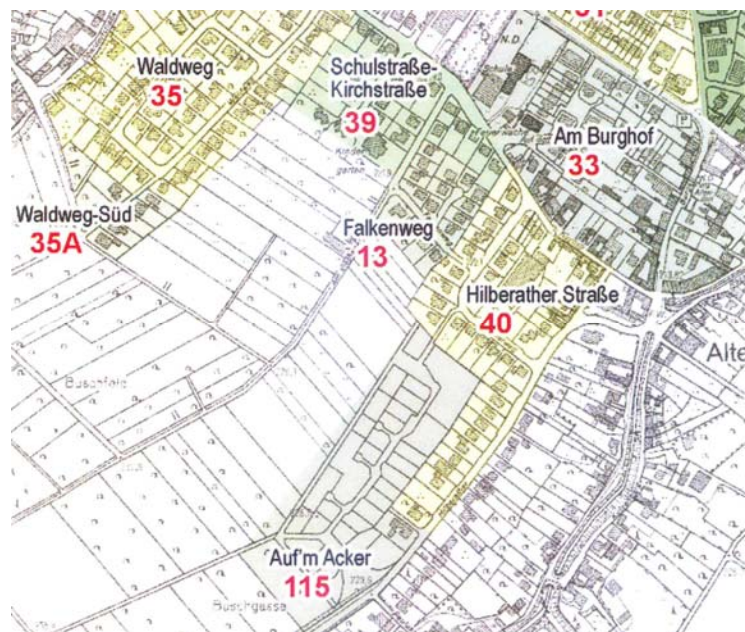 N.D.
Waldweg
35
Schulstraße-
Kirchstraße
39
Am Burghof
33
P
Waldweg-Süd
35A
Falkenweg
13
Hilberather Straße
40
Alte
Buschfeld
Auf'm Acker
115
Buschgasse